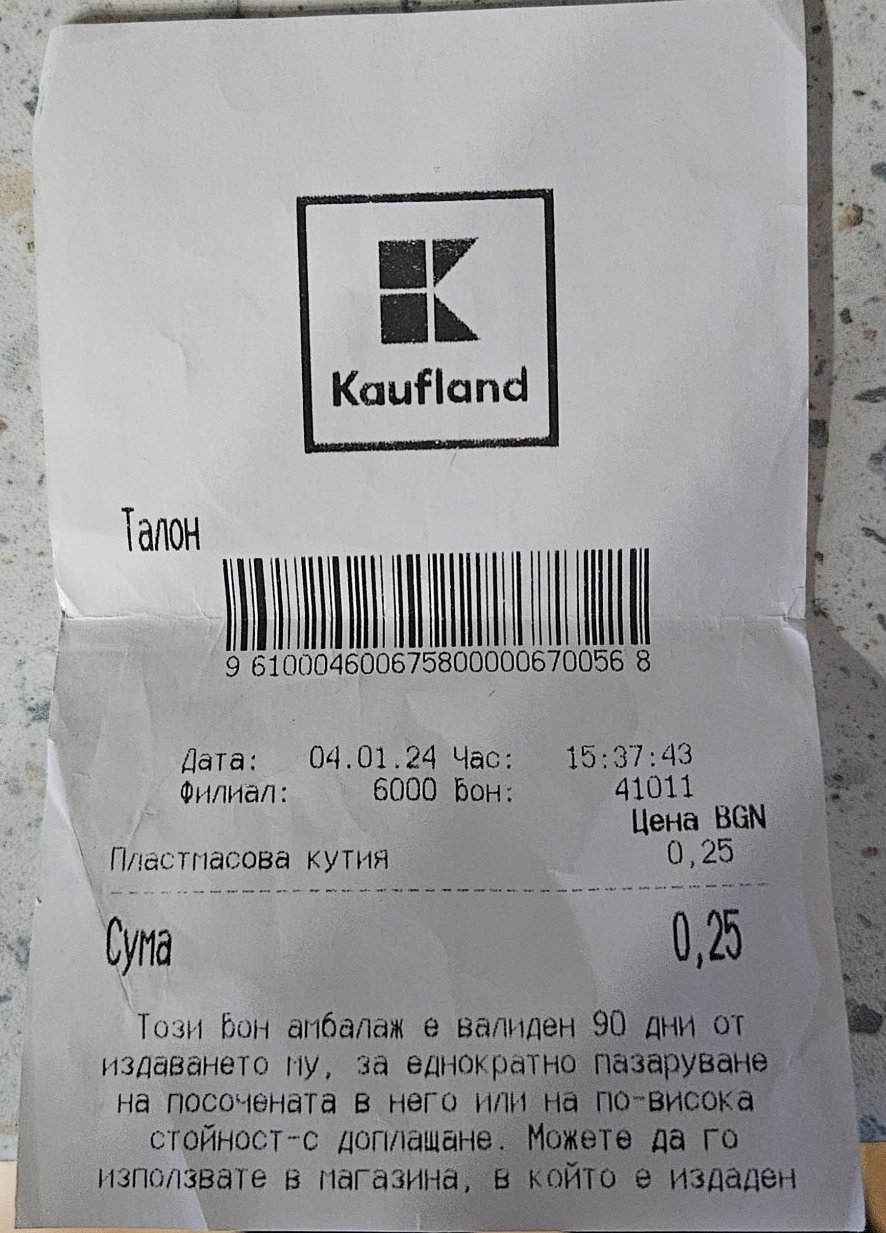 Kaufland
Талон
9 610004600675800000670056 8
Дата: 04.01.24 Час: 15:37:43
Филиал: 6000 Бон: 41011
Цена BGN
Пластмасова кутия 0,25
Сума 0,25
Този бон амбалаж е валиден 90 дни от
издаването му, за еднократно пазаруване
на посочената в него или на по-висока
стойност-с доплащане. Можете да го
използвате в магазина, в който е издаден